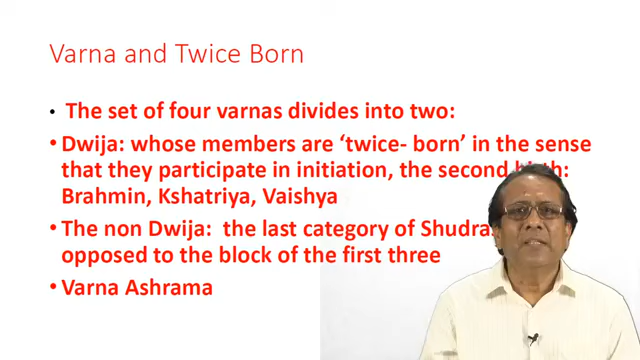 Varna and Twice Born
• The set of four varnas divides into two:
• Dwija: whose members are ‘twice- born’ in the sense
that they participate in initiation, the second birth:
Brahmin, Kshatriya, Vaishya
• The non Dwija: the last category of Shudra
opposed to the block of the first three
• Varna Ashrama